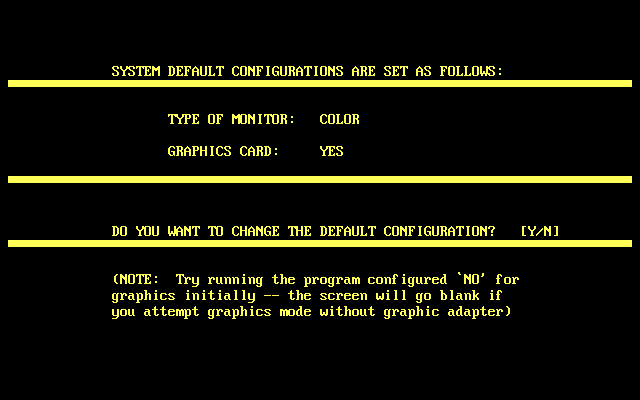 SYSTEM DEFAULT CONFIGURATIONS ARE SET AS FOLLOWS:
TYPE OF MONITOR:   COLOR
GRAPHICS CARD:     YES
DO YOU WANT TO CHANGE THE DEFAULT CONFIGURATION?   [Y/N]
(NOTE:  Try running the program configured `NO' for
graphics initially -- the screen will go blank if
you attempt graphics mode without graphic adapter)